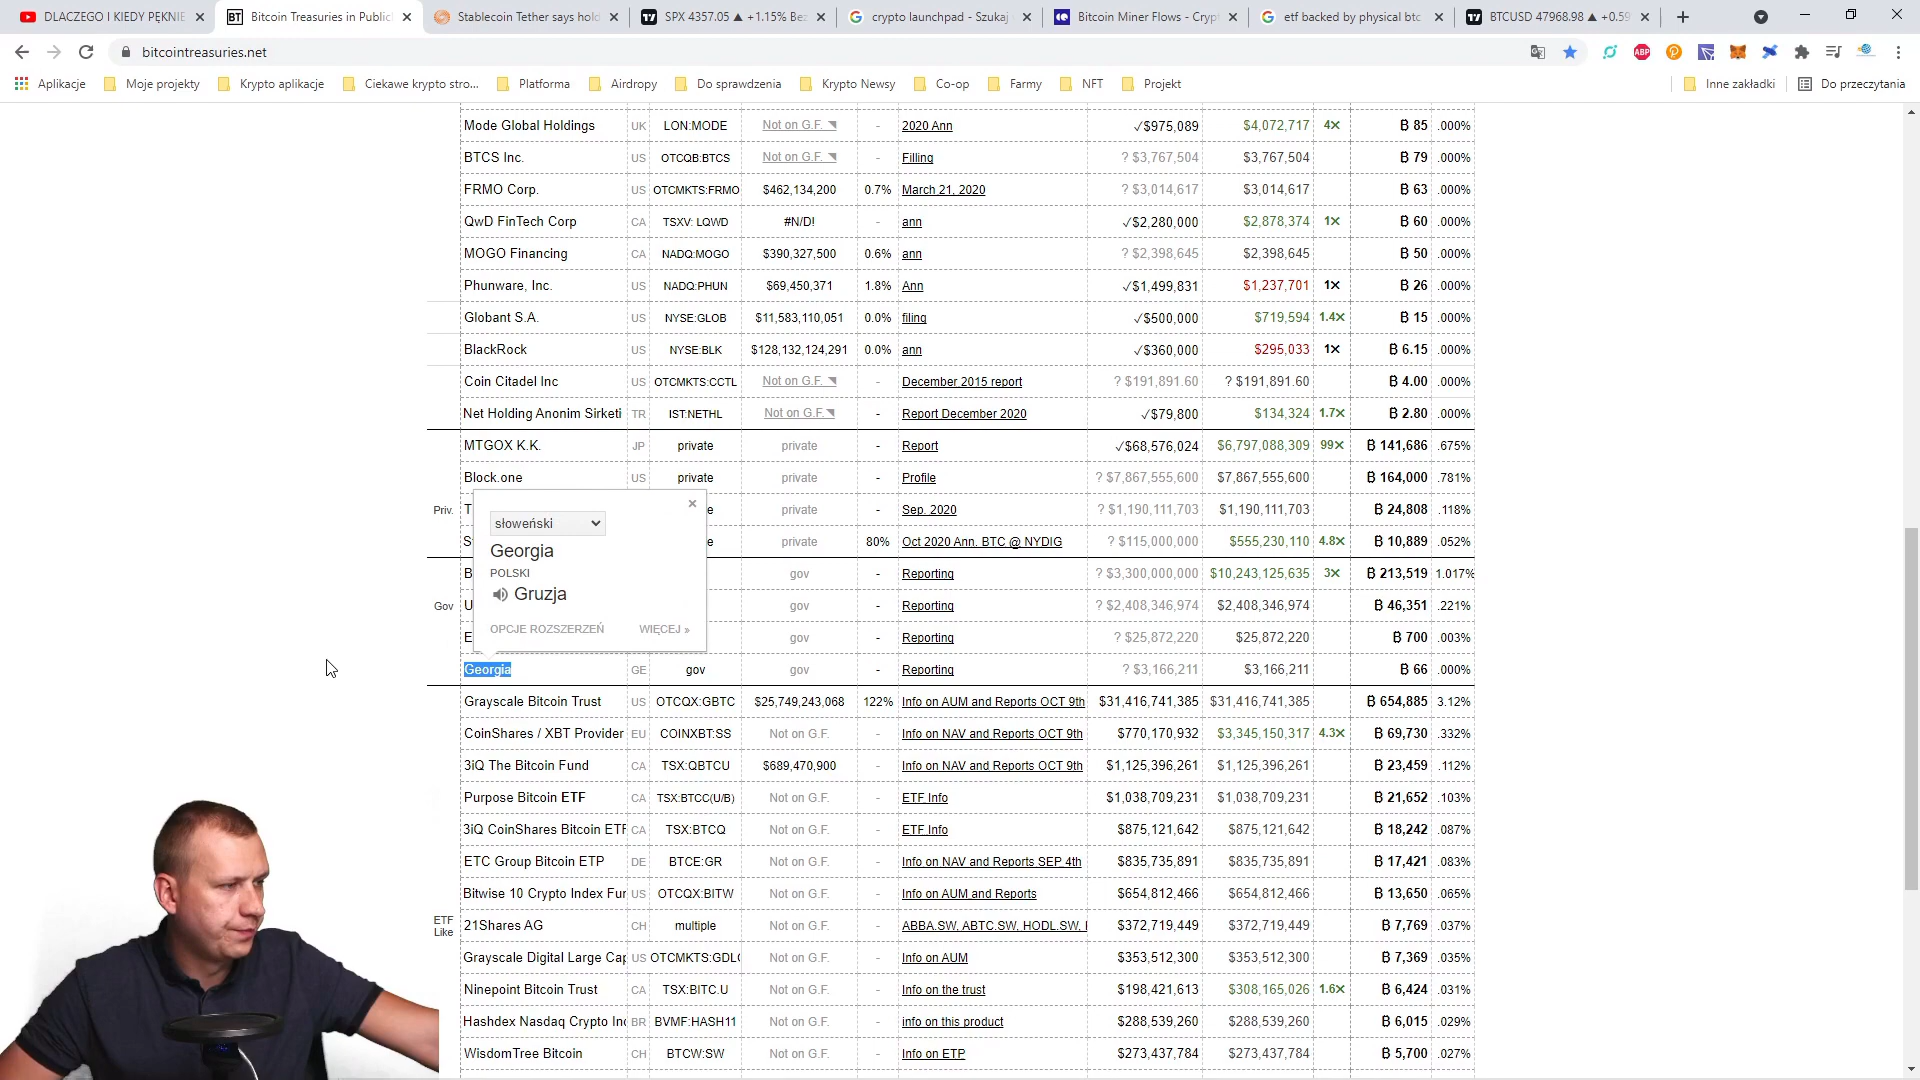 DLACZEGO I KIEDY PĘKNIE
Bitcoin Treasuries in Public
Stablecoin Tether says hold
SPX 4357.05 ▲ +1.15% Bez
crypto launchpad - Szukaj
Bitcoin Miner Flows - Crypt
etf backed by physical btc
BTCUSD 47968.98 ▲ +0.59
bitcointreasuries.net
Aplikacje Moje projekty Krypto aplikacje Ciekawe krypto stro... Platforma Airdropy Do sprawdzenia Krypto Newsy Co-op Farmy NFT Projekt Inne zakładki Do przeczytania
Mode Global Holdings UK LON:MODE Not on G.F. - 2020 Ann ✓$975,089 $4,072,717 4× ₿ 85 .000%
BTCS Inc. US OTCQB:BTCS Not on G.F. - Filling ? $3,767,504 $3,767,504 ₿ 79 .000%
FRMO Corp. US OTCMKTS:FRMO $462,134,200 0.7% March 21, 2020 ? $3,014,617 $3,014,617 ₿ 63 .000%
QwD FinTech Corp CA TSXV: LQWD #N/D! - ann ✓$2,280,000 $2,878,374 1× ₿ 60 .000%
MOGO Financing CA NADQ:MOGO $390,327,500 0.6% ann ? $2,398,645 $2,398,645 ₿ 50 .000%
Phunware, Inc. US NADQ:PHUN $69,450,371 1.8% Ann ✓$1,499,831 $1,237,701 1× ₿ 26 .000%
Globant S.A. US NYSE:GLOB $11,583,110,051 0.0% filing ✓$500,000 $719,594 1.4× ₿ 15 .000%
BlackRock US NYSE:BLK $128,132,124,291 0.0% ann ✓$360,000 $295,033 1× ₿ 6.15 .000%
Coin Citadel Inc US OTCMKTS:CCTL Not on G.F. - December 2015 report ? $191,891.60 ? $191,891.60 ₿ 4.00 .000%
Net Holding Anonim Sirketi TR IST:NETHL Not on G.F. - Report December 2020 ✓$79,800 $134,324 1.7× ₿ 2.80 .000%
MTGOX K.K. JP private private - Report ✓$68,576,024 $6,797,088,309 99× ₿ 141,686 .675%
Block.one US private private - Profile ? $7,867,555,600 $7,867,555,600 ₿ 164,000 .781%
Priv. T e private - Sep. 2020 ? $1,190,111,703 $1,190,111,703 ₿ 24,808 .118%
S e private 80% Oct 2020 Ann. BTC @ NYDIG ? $115,000,000 $555,230,110 4.8× ₿ 10,889 .052%
B gov - Reporting ? $3,300,000,000 $10,243,125,635 3× ₿ 213,519 1.017%
Gov U gov - Reporting ? $2,408,346,974 $2,408,346,974 ₿ 46,351 .221%
E gov - Reporting ? $25,872,220 $25,872,220 ₿ 700 .003%
słoweński
Georgia
POLSKI
Gruzja
OPCJE ROZSZERZEŃ WIĘCEJ »
Georgia GE gov gov - Reporting ? $3,166,211 $3,166,211 ₿ 66 .000%
Grayscale Bitcoin Trust US OTCQX:GBTC $25,749,243,068 122% Info on AUM and Reports OCT 9th $31,416,741,385 $31,416,741,385 ₿ 654,885 3.12%
CoinShares / XBT Provider EU COINXBT:SS Not on G.F. - Info on NAV and Reports OCT 9th $770,170,932 $3,345,150,317 4.3× ₿ 69,730 .332%
3iQ The Bitcoin Fund CA TSX:QBTCU $689,470,900 Info on NAV and Reports OCT 9th $1,125,396,261 $1,125,396,261 ₿ 23,459 .112%
Purpose Bitcoin ETF CA TSX:BTCC(U/B) Not on G.F. - ETF Info $1,038,709,231 $1,038,709,231 ₿ 21,652 .103%
3iQ CoinShares Bitcoin ETF CA TSX:BTCQ Not on G.F. - ETF Info $875,121,642 $875,121,642 ₿ 18,242 .087%
ETC Group Bitcoin ETP DE BTCE:GR Not on G.F. - Info on NAV and Reports SEP 4th $835,735,891 $835,735,891 ₿ 17,421 .083%
Bitwise 10 Crypto Index Fur US OTCQX:BITW Not on G.F. - Info on AUM and Reports $654,812,466 $654,812,466 ₿ 13,650 .065%
ETF Like 21Shares AG CH multiple Not on G.F. - ABBA.SW, ABTC.SW, HODL.SW, $372,719,449 $372,719,449 ₿ 7,769 .037%
Grayscale Digital Large Cap US OTCMKTS:GDLC Not on G.F. - Info on AUM $353,512,300 $353,512,300 ₿ 7,369 .035%
Ninepoint Bitcoin Trust CA TSX:BITC.U Not on G.F. - Info on the trust $198,421,613 $308,165,026 1.6× ₿ 6,424 .031%
Hashdex Nasdaq Crypto Inc BR BVMF:HASH11 Not on G.F. - info on this product $288,539,260 $288,539,260 ₿ 6,015 .029%
WisdomTree Bitcoin CH BTCW:SW Not on G.F. - Info on ETP $273,437,784 $273,437,784 ₿ 5,700 .027%